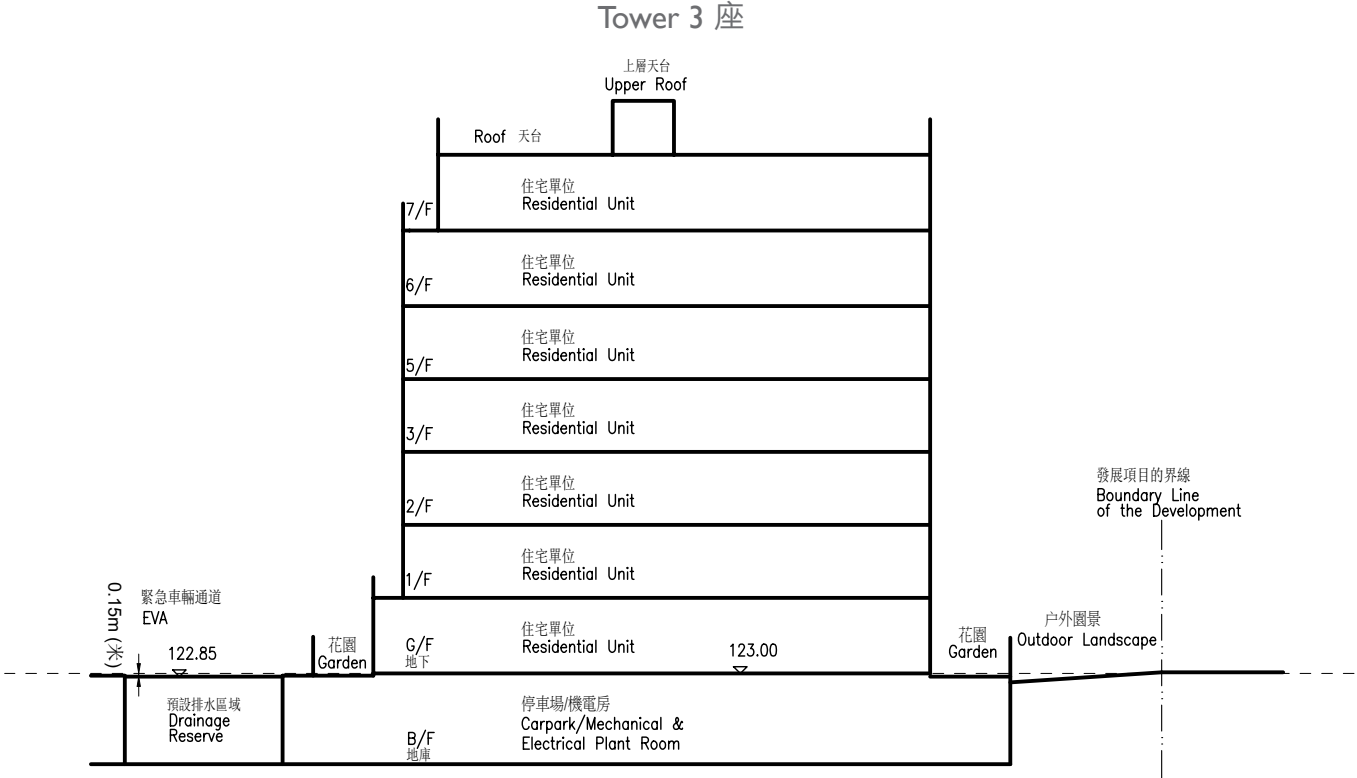 Tower 3 座
上層天台
Upper Roof
Roof 天台
住宅單位
Residential Unit
7/F
住宅單位
Residential Unit
6/F
住宅單位
Residential Unit
5/F
住宅單位
Residential Unit
3/F
住宅單位
Residential Unit
2/F
住宅單位
Residential Unit
1/F
住宅單位
Residential Unit
G/F
地下
123.00
停車場/機電房
Carpark/Mechanical &
Electrical Plant Room
B/F
地庫
0.15m (米)
緊急車輛通道
EVA
122.85
預設排水區域
Drainage
Reserve
花園
Garden
花園
Garden
户外園景
Outdoor Landscape
發展項目的界線
Boundary Line
of the Development